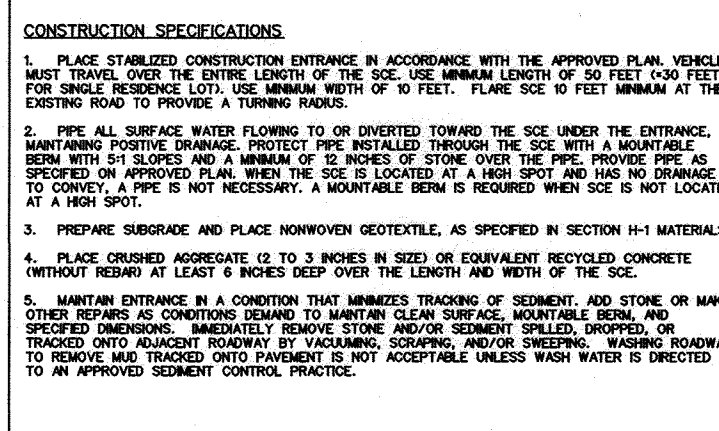 CONSTRUCTION SPECIFICATIONS
1. PLACE STABILIZED CONSTRUCTION ENTRANCE IN ACCORDANCE WITH THE APPROVED PLAN. VEHICLE
MUST TRAVEL OVER THE ENTIRE LENGTH OF THE SCE. USE MINIMUM LENGTH OF 50 FEET (*30 FEET
FOR SINGLE RESIDENCE LOT). USE MINIMUM WIDTH OF 10 FEET. FLARE SCE 10 FEET MINIMUM AT THE
EXISTING ROAD TO PROVIDE A TURNING RADIUS.
2. PIPE ALL SURFACE WATER FLOWING TO OR DIVERTED TOWARD THE SCE UNDER THE ENTRANCE,
MAINTAINING POSITIVE DRAINAGE. PROTECT PIPE INSTALLED THROUGH THE SCE WITH A MOUNTABLE
BERM WITH 5:1 SLOPES AND A MINIMUM OF 12 INCHES OF STONE OVER THE PIPE. PROVIDE PIPE AS
SPECIFIED ON APPROVED PLAN. WHEN THE SCE IS LOCATED AT A HIGH SPOT AND HAS NO DRAINAGE
TO CONVEY, A PIPE IS NOT NECESSARY. A MOUNTABLE BERM IS REQUIRED WHEN SCE IS NOT LOCAT
AT A HIGH SPOT.
3. PREPARE SUBGRADE AND PLACE NONWOVEN GEOTEXTILE, AS SPECIFIED IN SECTION H-1 MATERIALS
4. PLACE CRUSHED AGGREGATE (2 TO 3 INCHES IN SIZE) OR EQUIVALENT RECYCLED CONCRETE
(WITHOUT REBAR) AT LEAST 6 INCHES DEEP OVER THE LENGTH AND WIDTH OF THE SCE.
5. MAINTAIN ENTRANCE IN A CONDITION THAT MINIMIZES TRACKING OF SEDIMENT. ADD STONE OR MAK
OTHER REPAIRS AS CONDITIONS DEMAND TO MAINTAIN CLEAN SURFACE, MOUNTABLE BERM, AND
SPECIFIED DIMENSIONS. IMMEDIATELY REMOVE STONE AND/OR SEDIMENT SPILLED, DROPPED, OR
TRACKED ONTO ADJACENT ROADWAY BY VACUUMING, SCRAPING, AND/OR SWEEPING. WASHING ROADWA
TO REMOVE MUD TRACKED ONTO PAVEMENT IS NOT ACCEPTABLE UNLESS WASH WATER IS DIRECTED
TO AN APPROVED SEDIMENT CONTROL PRACTICE.